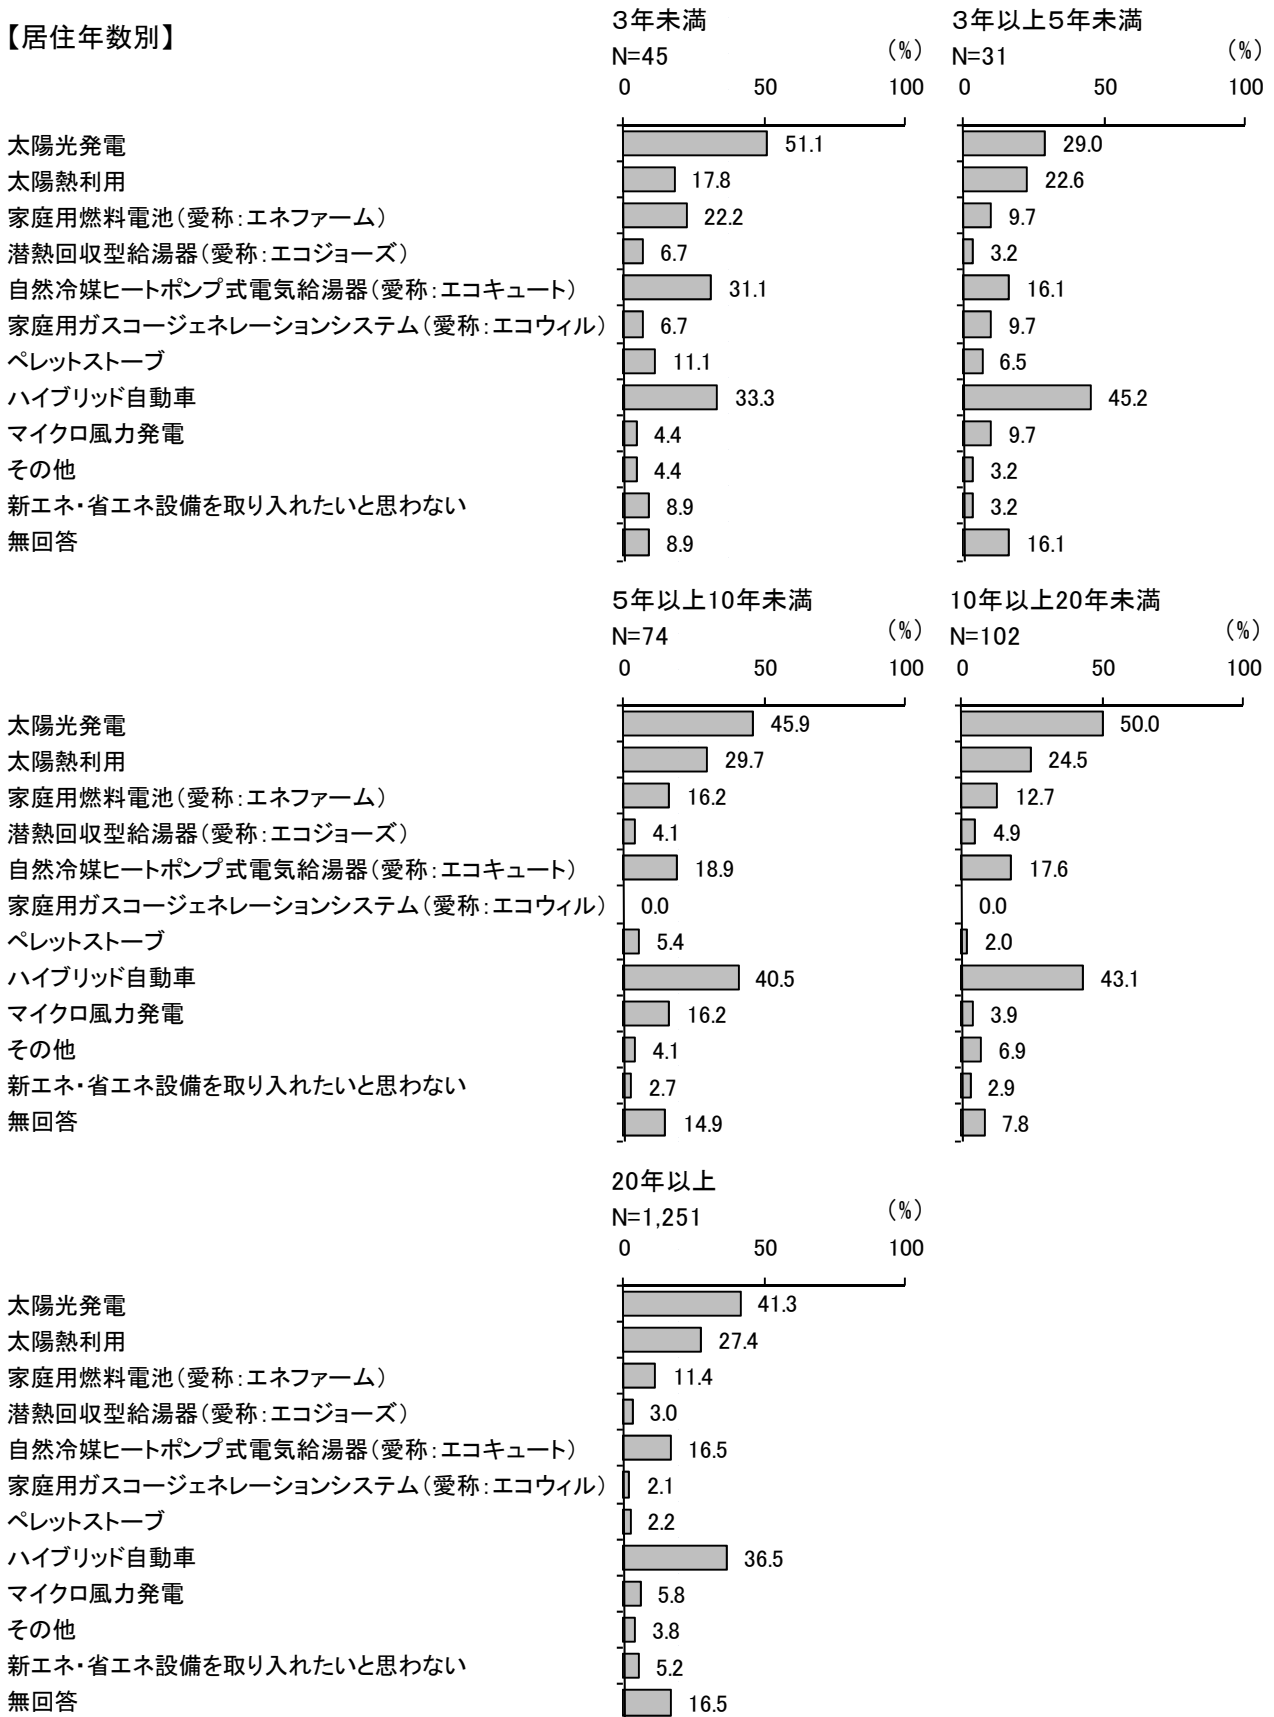 【居住年数別】
3年未満
N=45
(%)
0 50 100
3年以上5年未満
N=31
(%)
0 50 100
太陽光発電 51.1 29.0
太陽熱利用 17.8 22.6
家庭用燃料電池(愛称:エネファーム) 22.2 9.7
潜熱回収型給湯器(愛称:エコジョーズ) 6.7 3.2
自然冷媒ヒートポンプ式電気給湯器(愛称:エコキュート) 31.1 16.1
家庭用ガスコージェネレーションシステム(愛称:エコウィル) 6.7 9.7
ペレットストーブ 11.1 6.5
ハイブリッド自動車 33.3 45.2
マイクロ風力発電 4.4 9.7
その他 4.4 3.2
新エネ・省エネ設備を取り入れたいと思わない 8.9 3.2
無回答 8.9 16.1
5年以上10年未満
N=74
(%)
0 50 100
10年以上20年未満
N=102
(%)
0 50 100
太陽光発電 45.9 50.0
太陽熱利用 29.7 24.5
家庭用燃料電池(愛称:エネファーム) 16.2 12.7
潜熱回収型給湯器(愛称:エコジョーズ) 4.1 4.9
自然冷媒ヒートポンプ式電気給湯器(愛称:エコキュート) 18.9 17.6
家庭用ガスコージェネレーションシステム(愛称:エコウィル) 0.0 0.0
ペレットストーブ 5.4 2.0
ハイブリッド自動車 40.5 43.1
マイクロ風力発電 16.2 3.9
その他 4.1 6.9
新エネ・省エネ設備を取り入れたいと思わない 2.7 2.9
無回答 14.9 7.8
20年以上
N=1,251
(%)
0 50 100
太陽光発電 41.3
太陽熱利用 27.4
家庭用燃料電池(愛称:エネファーム) 11.4
潜熱回収型給湯器(愛称:エコジョーズ) 3.0
自然冷媒ヒートポンプ式電気給湯器(愛称:エコキュート) 16.5
家庭用ガスコージェネレーションシステム(愛称:エコウィル) 2.1
ペレットストーブ 2.2
ハイブリッド自動車 36.5
マイクロ風力発電 5.8
その他 3.8
新エネ・省エネ設備を取り入れたいと思わない 5.2
無回答 16.5